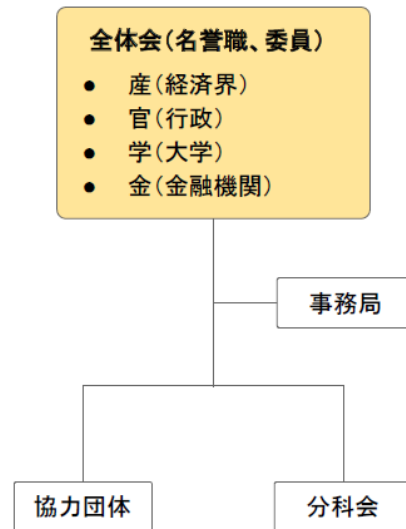 全体会（名誉職、委員）
● 産（経済界）
● 官（行政）
● 学（大学）
● 金（金融機関）
事務局
協力団体
分科会